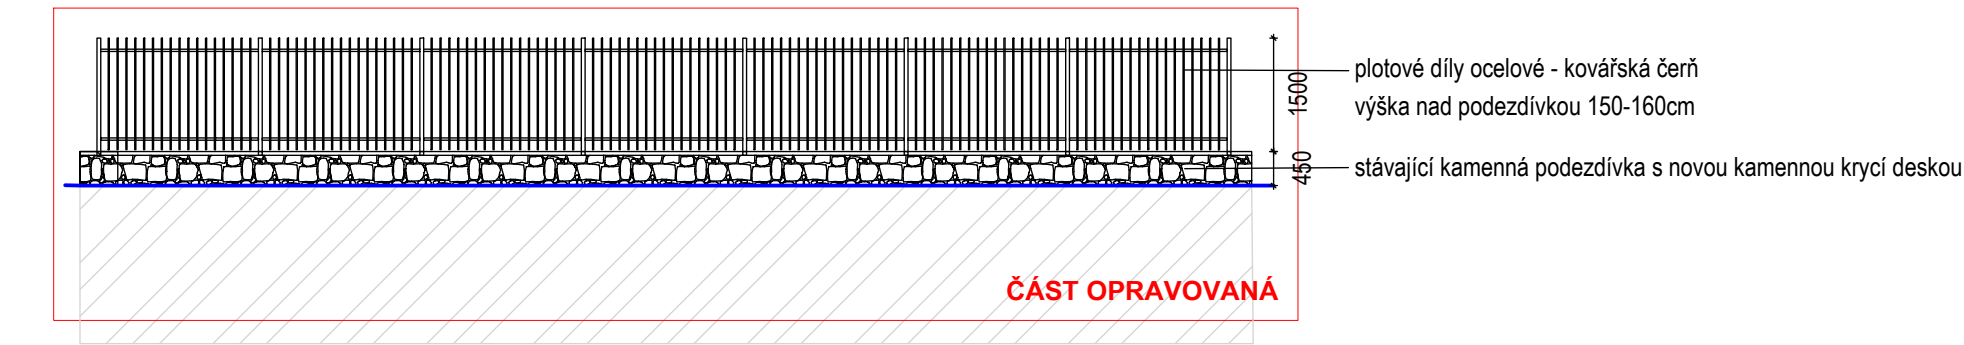 plotové díly ocelové - kovářská čerň
výška nad podezdívkou 150-160cm
1500
450
stávající kamenná podezdívka s novou kamennou krycí deskou
ČÁST OPRAVOVANÁ